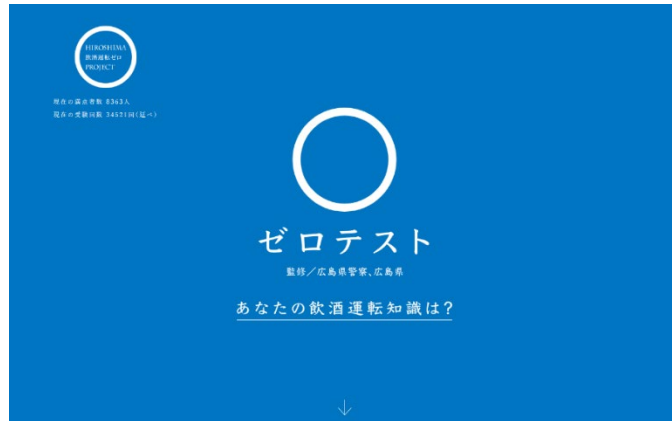 HIROSHIMA
飲酒運転ゼロ
PROJECT
現在の満点者数 8363人
現在の受験回数 34521回(延べ)
ゼロテスト
監修／広島県警察、広島県
あなたの飲酒運転知識は?